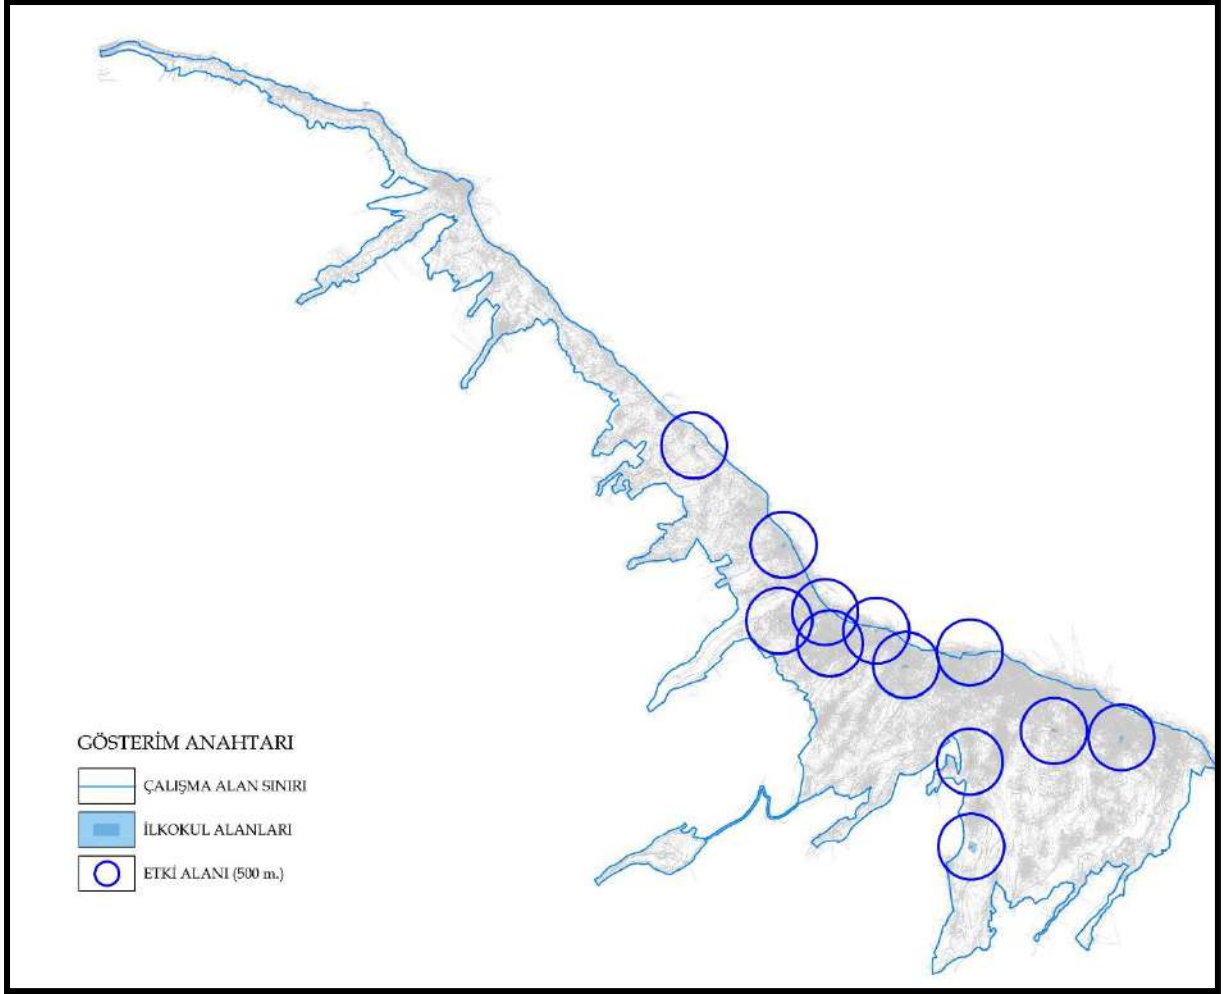 GÖSTERİM ANAHTARI
ÇALIŞMA ALAN SINIRI
İLKOKUL ALANLARI
ETKİ ALANI (500 m.)